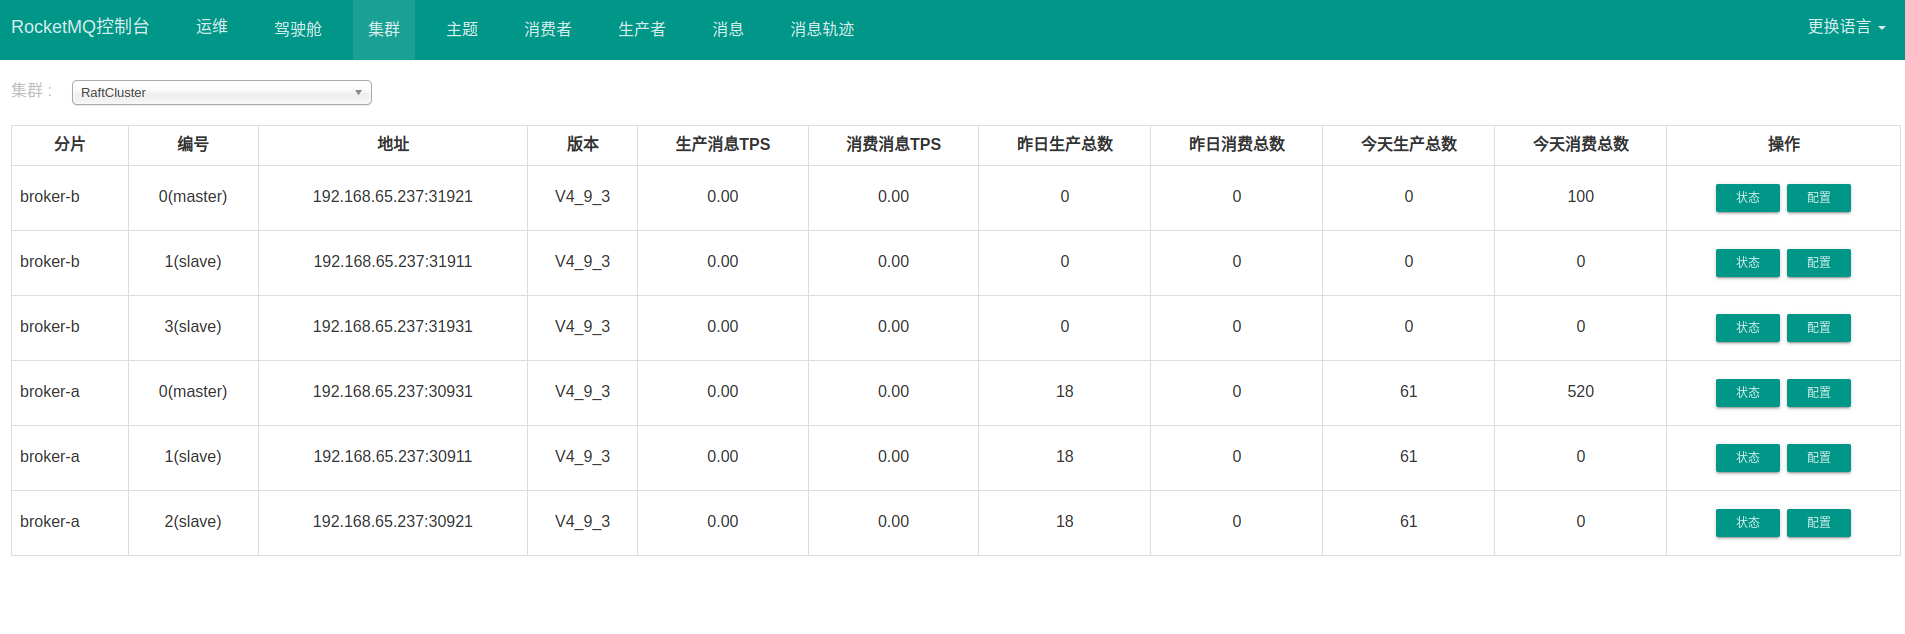 RocketMQ控制台 运维 驾驶舱 集群 主题 消费者 生产者 消息 消息轨迹 更换语言
集群 : RaftCluster
分片 编号 地址 版本 生产消息TPS 消费消息TPS 昨日生产总数 昨日消费总数 今天生产总数 今天消费总数 操作
broker-b 0(master) 192.168.65.237:31921 V4_9_3 0.00 0.00 0 0 0 100 状态 配置
broker-b 1(slave) 192.168.65.237:31911 V4_9_3 0.00 0.00 0 0 0 0 状态 配置
broker-b 3(slave) 192.168.65.237:31931 V4_9_3 0.00 0.00 0 0 0 0 状态 配置
broker-a 0(master) 192.168.65.237:30931 V4_9_3 0.00 0.00 18 0 61 520 状态 配置
broker-a 1(slave) 192.168.65.237:30911 V4_9_3 0.00 0.00 18 0 61 0 状态 配置
broker-a 2(slave) 192.168.65.237:30921 V4_9_3 0.00 0.00 18 0 61 0 状态 配置